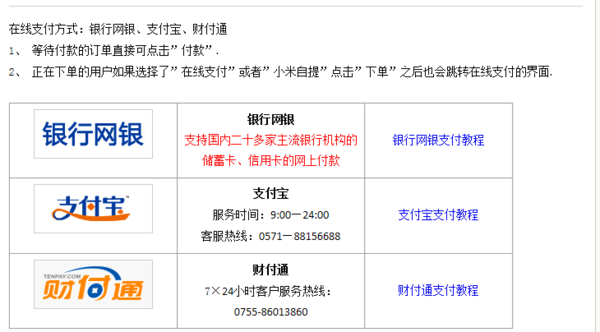 在线支付方式：银行网银、支付宝、财付通
1、 等待付款的订单直接可点击”付款”.
2、 正在下单的用户如果选择了”在线支付”或者”小米自提”点击”下单”之后也会跳转在线支付的界面.
银行网银
银行网银
支持国内二十多家主流银行机构的
储蓄卡、信用卡的网上付款
银行网银支付教程
支付宝
支付宝
服务时间：9:00—24:00
客服热线：0571—88156688
支付宝支付教程
TENPAY.COM
财付通
财付通
7×24小时客户服务热线：
0755-86013860
财付通支付教程